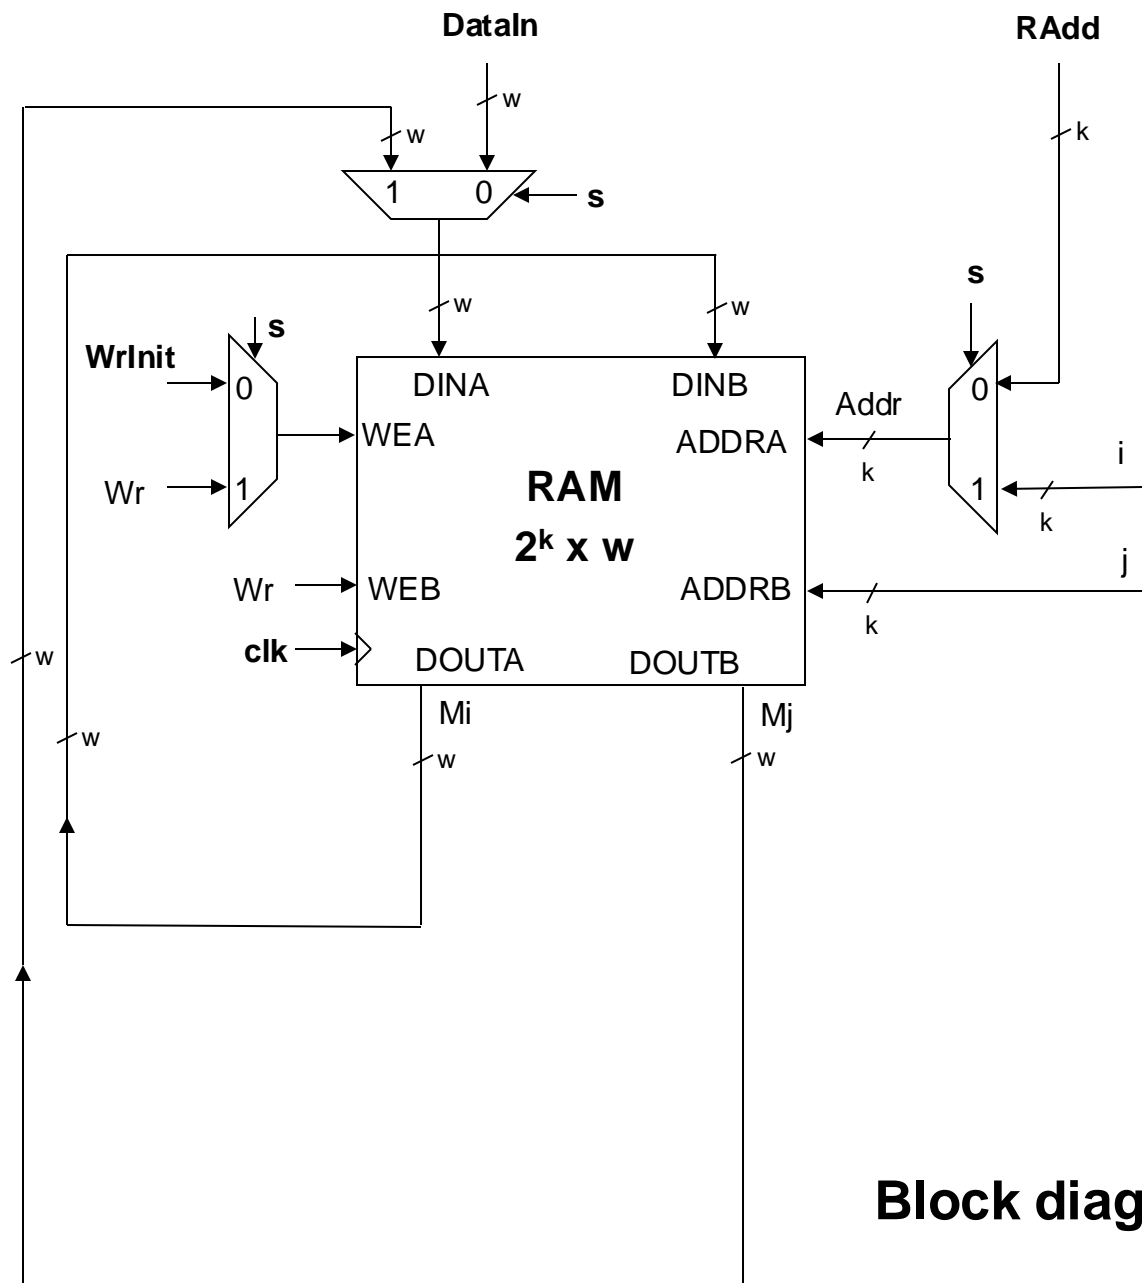 DataIn
RAdd
w
w
k
1
0
s
s
w
w
s
WrInit
0
DINA
DINB
0
Addr
WEA
ADDRA
k
i
Wr
1
RAM
1
k
2ᵏ x w
j
Wr
WEB
ADDRB
k
clk
DOUTA
DOUTB
w
Mi
Mj
w
w
w
Block diag